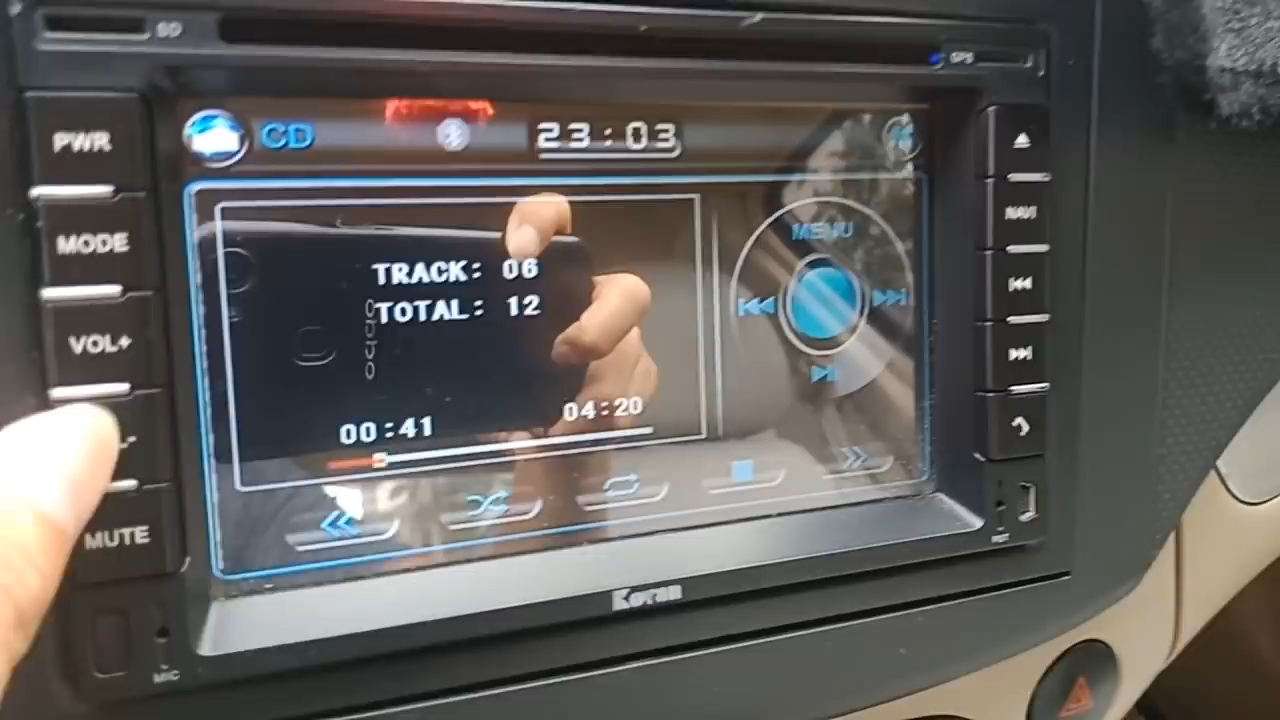 SD
GPS
PWR
MODE
VOL+
MUTE
MIC
CD
23:03
TRACK: 06
TOTAL: 12
oppo
00:41
04:20
MENU
NAVI
RST
Koran